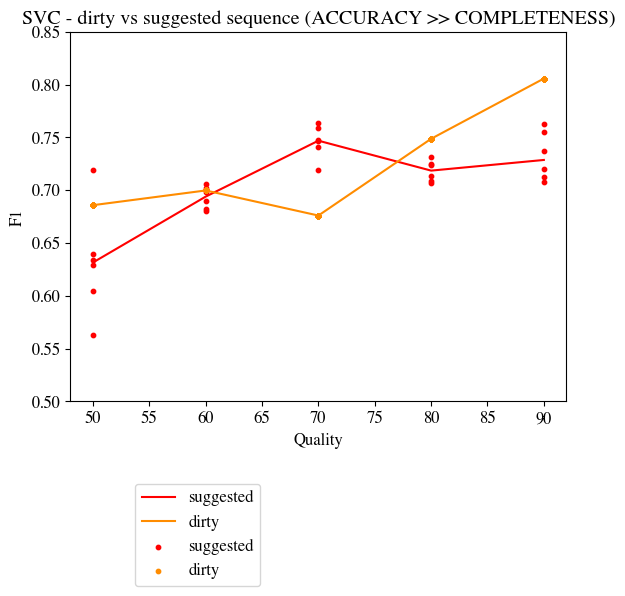 SVC - dirty vs suggested sequence (ACCURACY >> COMPLETENESS)
0.85
0.80
0.75
0.70
0.65
0.60
0.55
0.50
F1
50 55 60 65 70 75 80 85 90
Quality
suggested
dirty
suggested
dirty